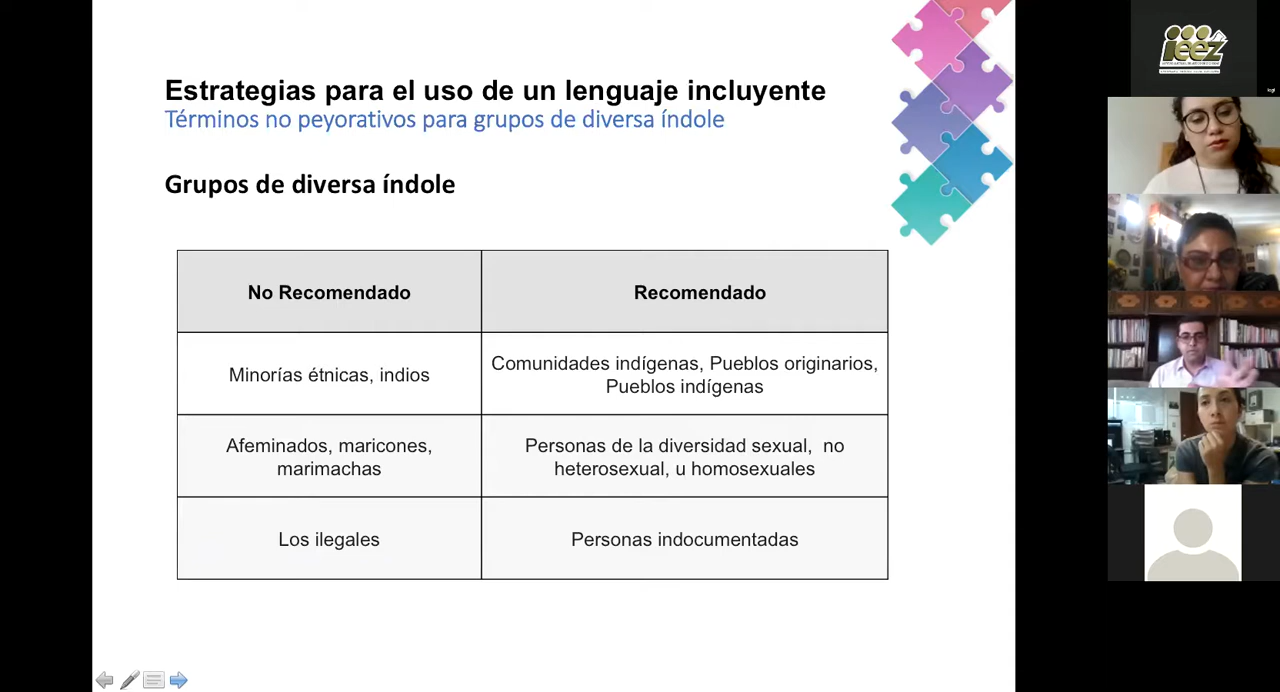 Estrategias para el uso de un lenguaje incluyente
Términos no peyorativos para grupos de diversa índole
Grupos de diversa índole
No Recomendado
Recomendado
Minorías étnicas, indios
Comunidades indígenas, Pueblos originarios,
Pueblos indígenas
Afeminados, maricones,
marimachas
Personas de la diversidad sexual,  no
heterosexual, u homosexuales
Los ilegales
Personas indocumentadas
ieez